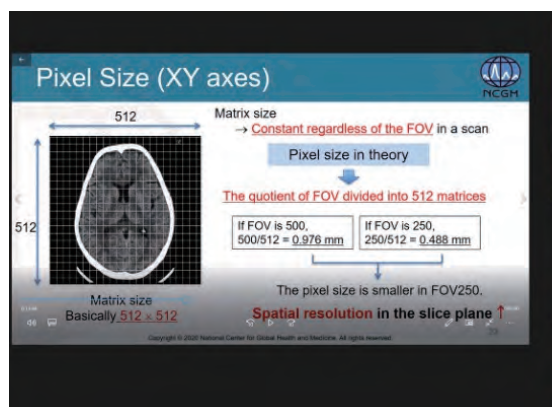 Pixel Size (XY axes)
NCGM
512
512
Matrix size
Basically 512 × 512
Matrix size
→ Constant regardless of the FOV in a scan
Pixel size in theory
The quotient of FOV divided into 512 matrices
If FOV is 500,
500/512 = 0.976 mm
If FOV is 250,
250/512 = 0.488 mm
The pixel size is smaller in FOV250.
Spatial resolution in the slice plane ↑
Copyright © 2020 National Center for Global Health and Medicine. All rights reserved.